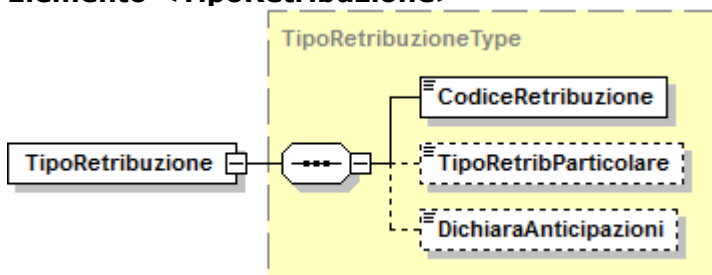 Elemento <TipoRetribuzione>
TipoRetribuzioneType
CodiceRetribuzione
TipoRetribuzione
TipoRetribParticolare
DichiaraAnticipazioni